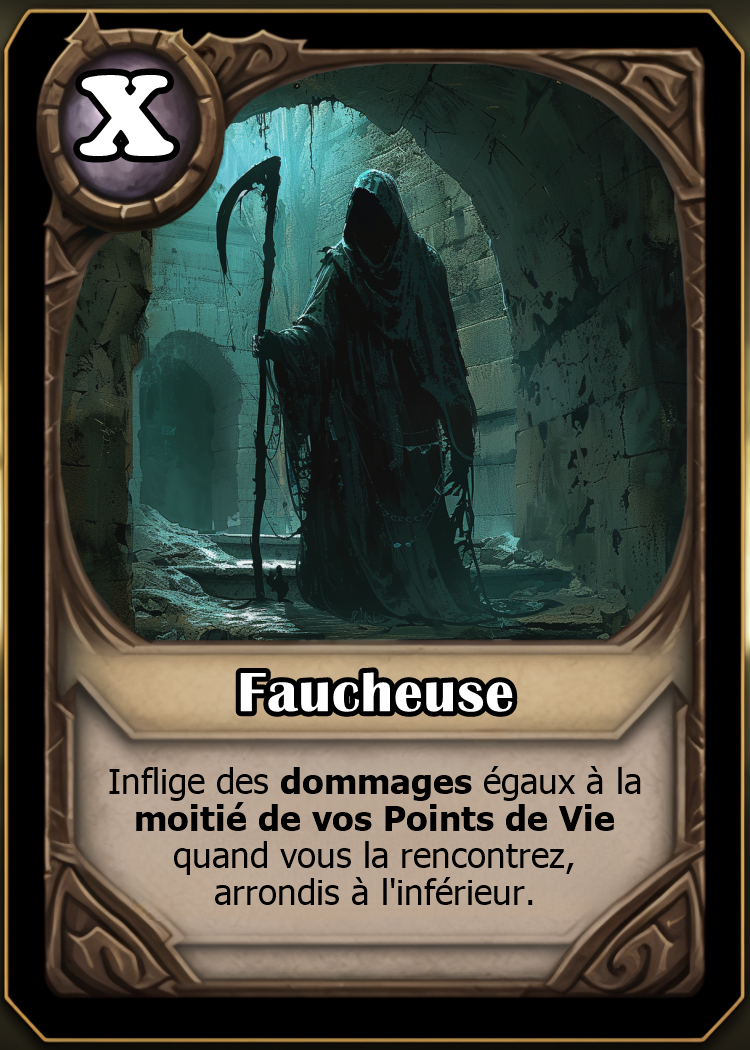 X
Faucheuse
Inflige des dommages égaux à la
moitié de vos Points de Vie
quand vous la rencontrez,
arrondis à l'inférieur.